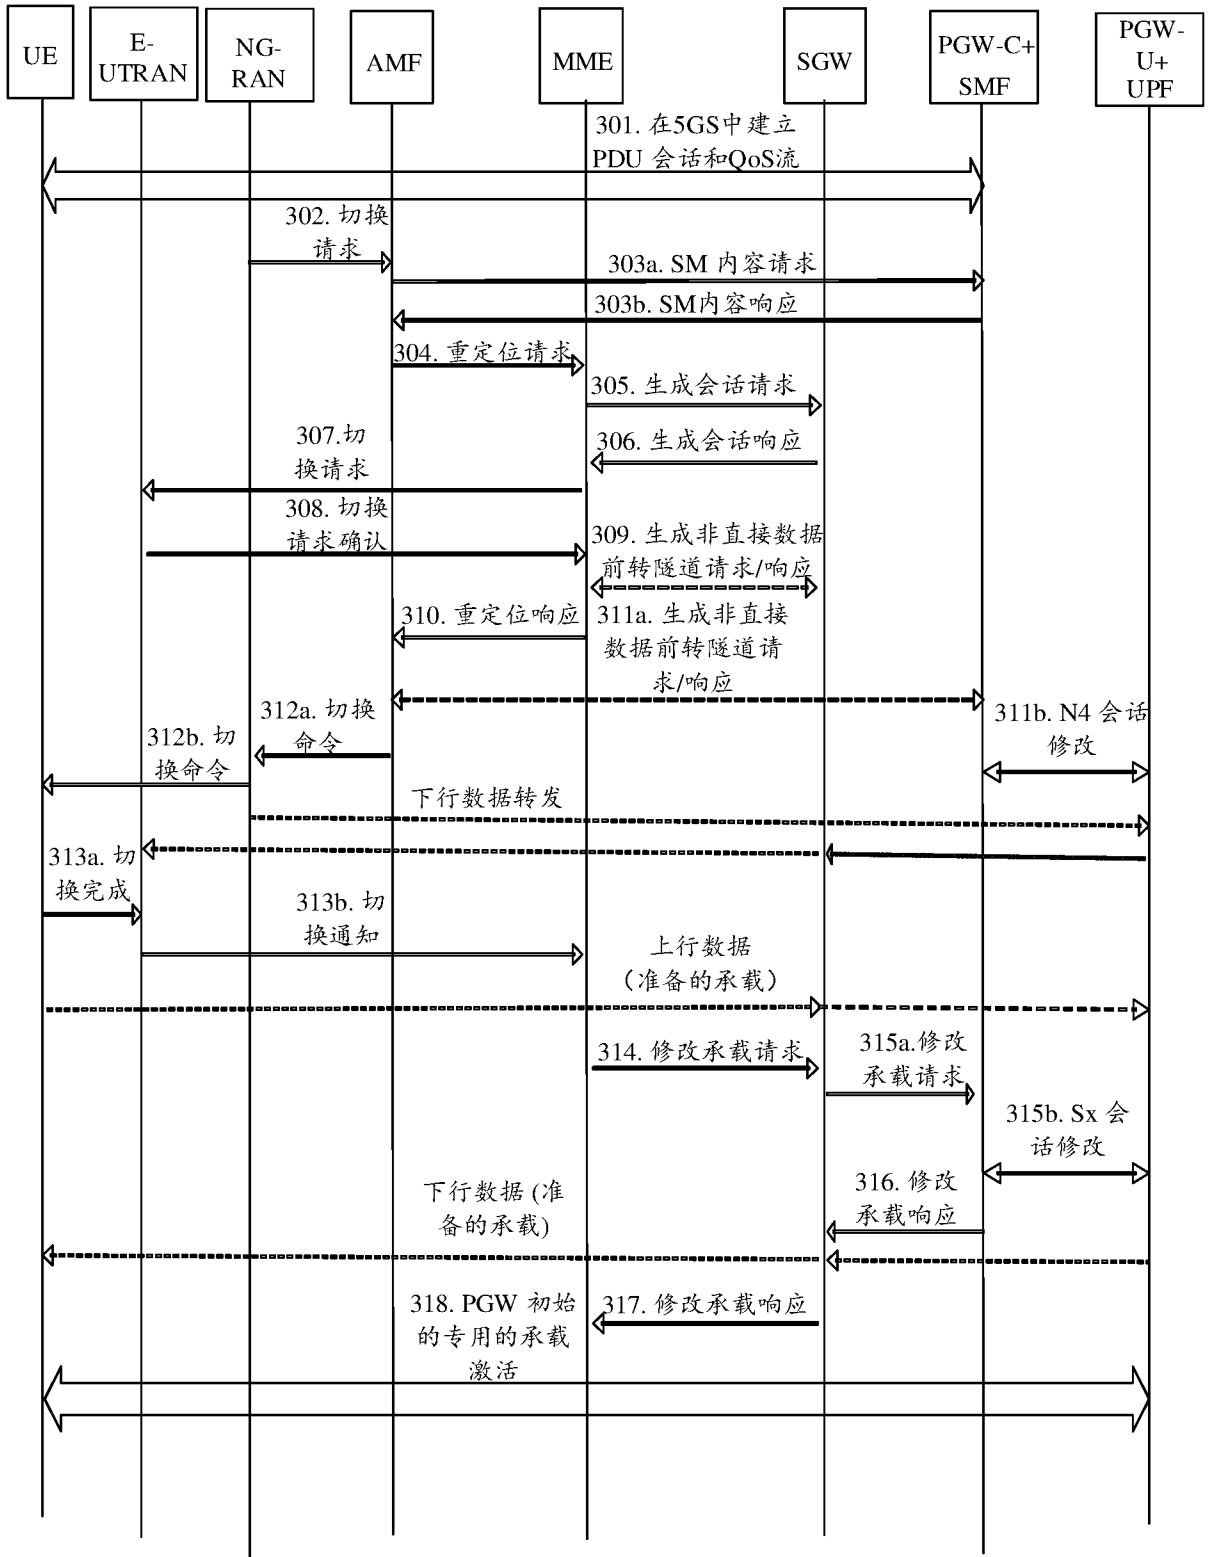 UE
E-
UTRAN
NG-
RAN
AMF
MME
SGW
PGW-C+
SMF
PGW-
U+
UPF
301. 在5GS中建立
PDU 会话和QoS流
302. 切换
请求
303a. SM 内容请求
303b. SM内容响应
304. 重定位请求
305. 生成会话请求
306. 生成会话响应
307.切
换请求
308. 切换
请求确认
309. 生成非直接数据
前转隧道请求/响应
310. 重定位响应
311a. 生成非直接
数据前转隧道请
求/响应
311b. N4 会话
修改
312a. 切换
命令
312b. 切
换命令
下行数据转发
313a. 切
换完成
313b. 切
换通知
上行数据
（准备的承载）
314. 修改承载请求
315a.修改
承载请求
315b. Sx 会
话修改
316. 修改
承载响应
下行数据 (准
备的承载)
317. 修改承载响应
318. PGW 初始
的专用的承载
激活